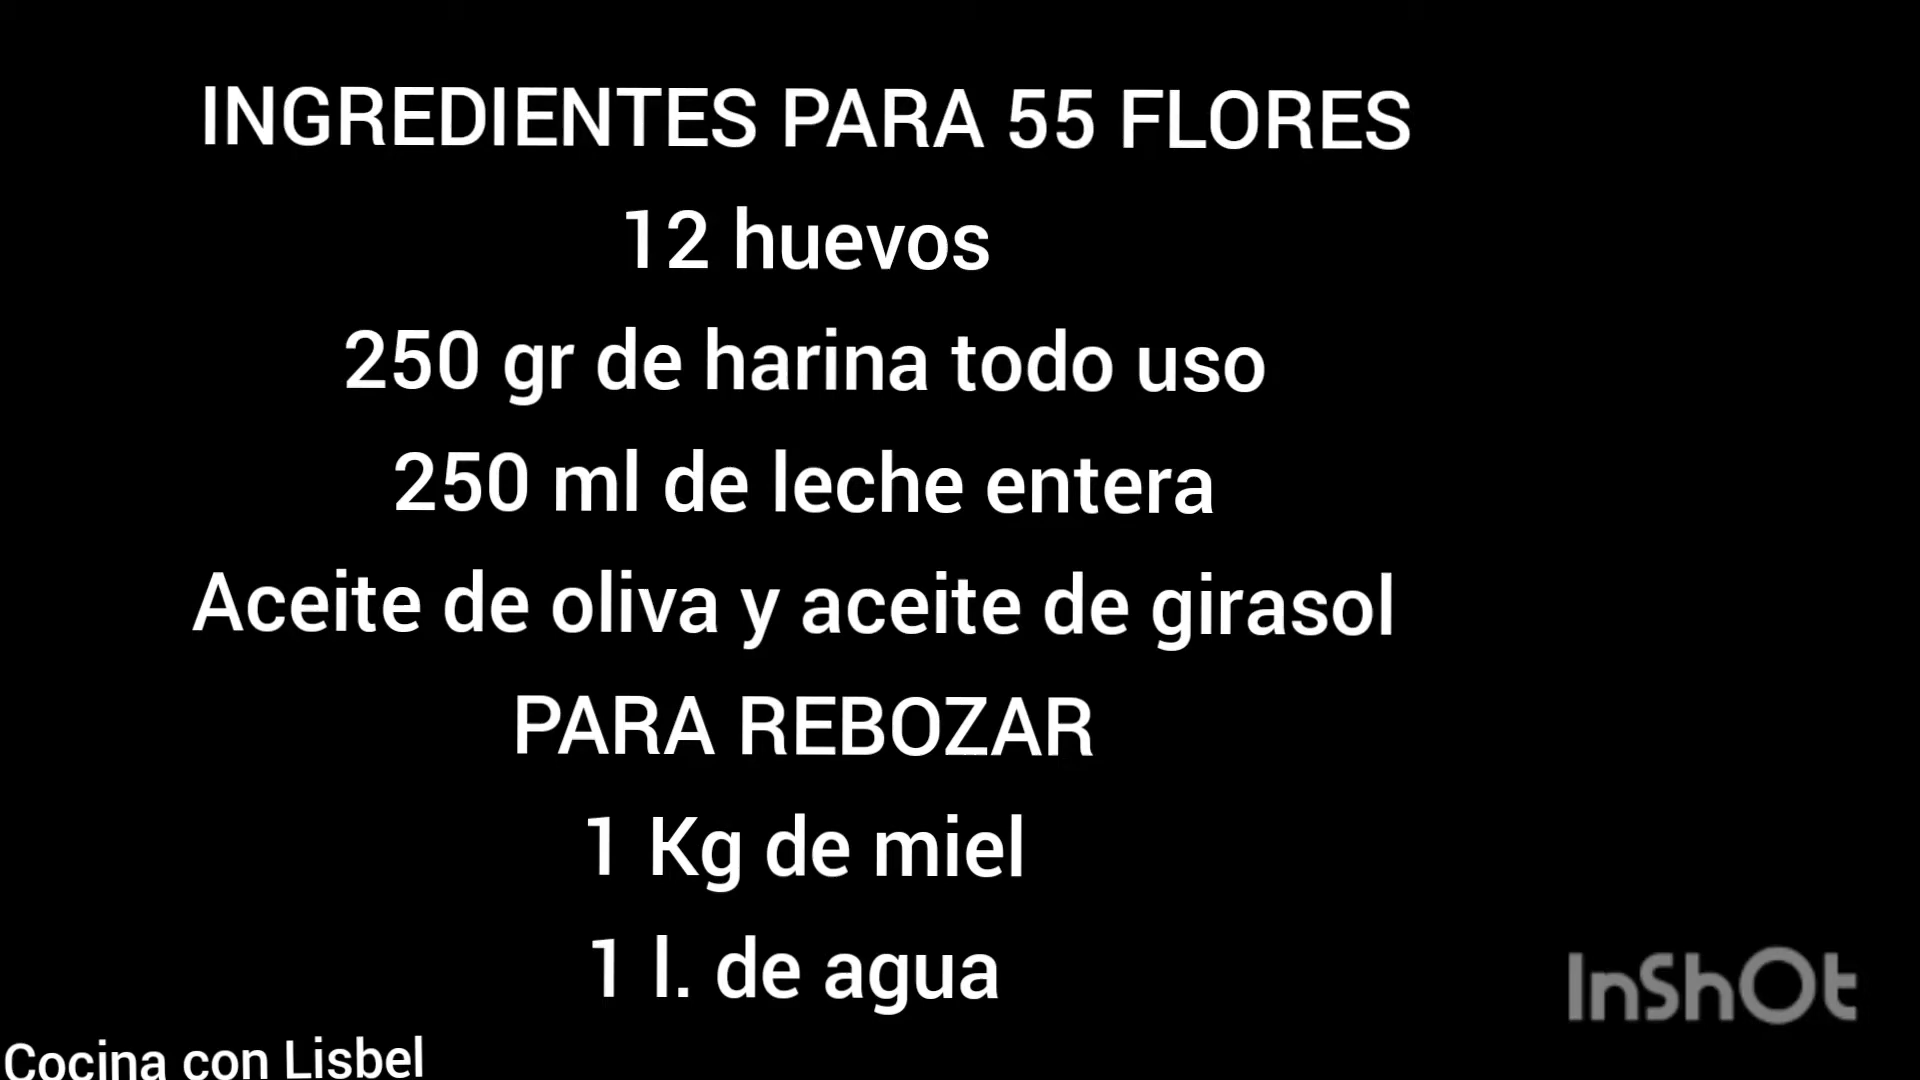 INGREDIENTES PARA 55 FLORES
12 huevos
250 gr de harina todo uso
250 ml de leche entera
Aceite de oliva y aceite de girasol
PARA REBOZAR
1 Kg de miel
1 l. de agua
InShOt
Cocina con Lisbel